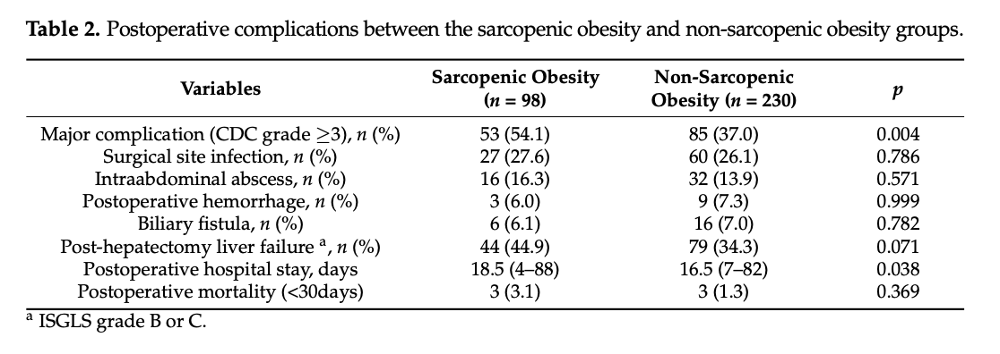 Table 2. Postoperative complications between the sarcopenic obesity and non-sarcopenic obesity groups.
Variables Sarcopenic Obesity (n = 98) Non-Sarcopenic Obesity (n = 230) p
Major complication (CDC grade ≥3), n (%) 53 (54.1) 85 (37.0) 0.004
Surgical site infection, n (%) 27 (27.6) 60 (26.1) 0.786
Intraabdominal abscess, n (%) 16 (16.3) 32 (13.9) 0.571
Postoperative hemorrhage, n (%) 3 (6.0) 9 (7.3) 0.999
Biliary fistula, n (%) 6 (6.1) 16 (7.0) 0.782
Post-hepatectomy liver failure ᵃ, n (%) 44 (44.9) 79 (34.3) 0.071
Postoperative hospital stay, days 18.5 (4–88) 16.5 (7–82) 0.038
Postoperative mortality (<30days) 3 (3.1) 3 (1.3) 0.369
ᵃ ISGLS grade B or C.